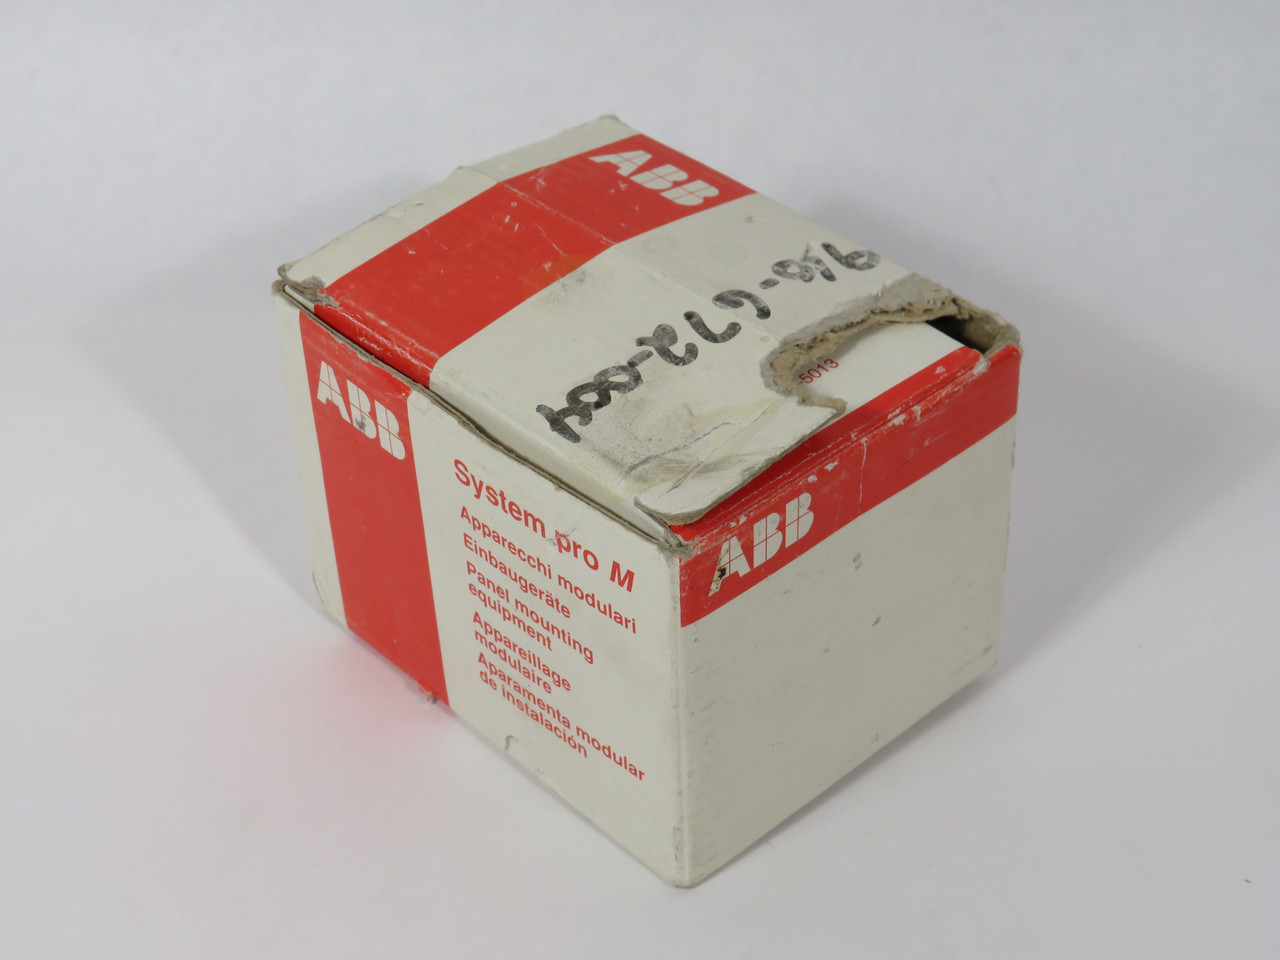 ABB
-5013
ABB
System pro M
Apparecchi modulari
Einbaugeräte
Panel mounting
equipment
Appareillage
modulaire
Aparamenta modular
de instalación
ABB